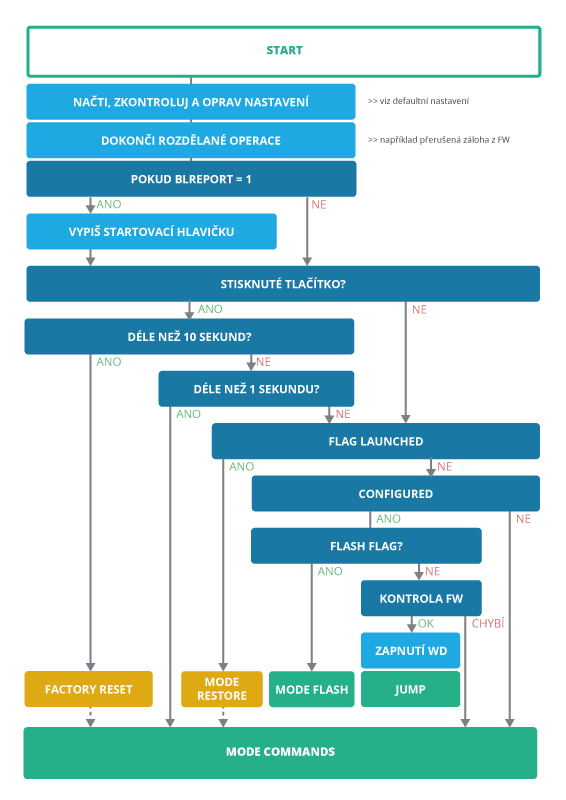 START
NAČTI, ZKONTROLUJ A OPRAV NASTAVENÍ
>> viz defaultní nastavení
DOKONČI ROZDĚLANÉ OPERACE
>> například přerušená záloha z FW
POKUD BLREPORT = 1
ANO
NE
VYPIŠ STARTOVACÍ HLAVIČKU
STISKNUTÉ TLAČÍTKO?
ANO
NE
DÉLE NEŽ 10 SEKUND?
ANO
NE
DÉLE NEŽ 1 SEKUNDU?
ANO
NE
FLAG LAUNCHED
ANO
NE
CONFIGURED
ANO
NE
FLASH FLAG?
ANO
NE
KONTROLA FW
OK
CHYBÍ
ZAPNUTÍ WD
FACTORY RESET
MODE
RESTORE
MODE FLASH
JUMP
MODE COMMANDS